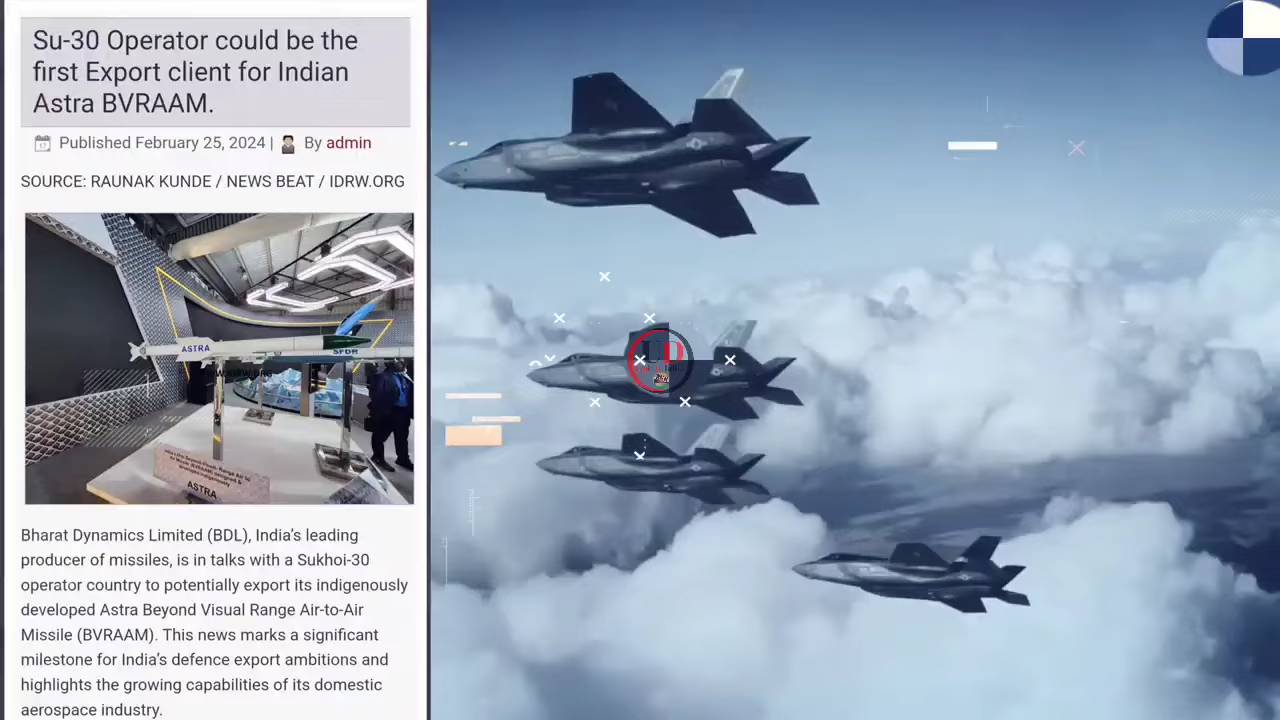 Su-30 Operator could be the
first Export client for Indian
Astra BVRAAM.
Published February 25, 2024 | By admin
SOURCE: RAUNAK KUNDE / NEWS BEAT / IDRW.ORG
ASTRA
SFDR
ASTRA
Bharat Dynamics Limited (BDL), India's leading
producer of missiles, is in talks with a Sukhoi-30
operator country to potentially export its indigenously
developed Astra Beyond Visual Range Air-to-Air
Missile (BVRAAM). This news marks a significant
milestone for India's defence export ambitions and
highlights the growing capabilities of its domestic
aerospace industry.